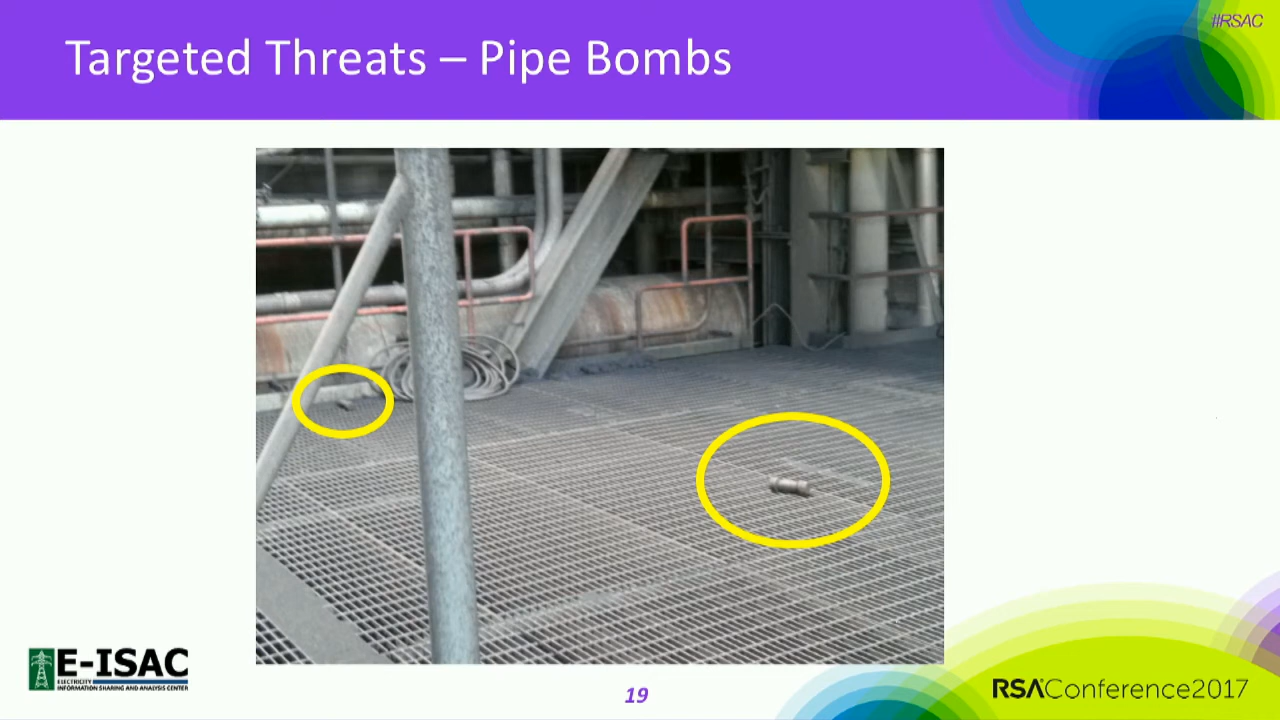 #RSAC
Targeted Threats – Pipe Bombs
E-ISAC
ELECTRICITY
INFORMATION SHARING AND ANALYSIS CENTER
19
RSAConference2017